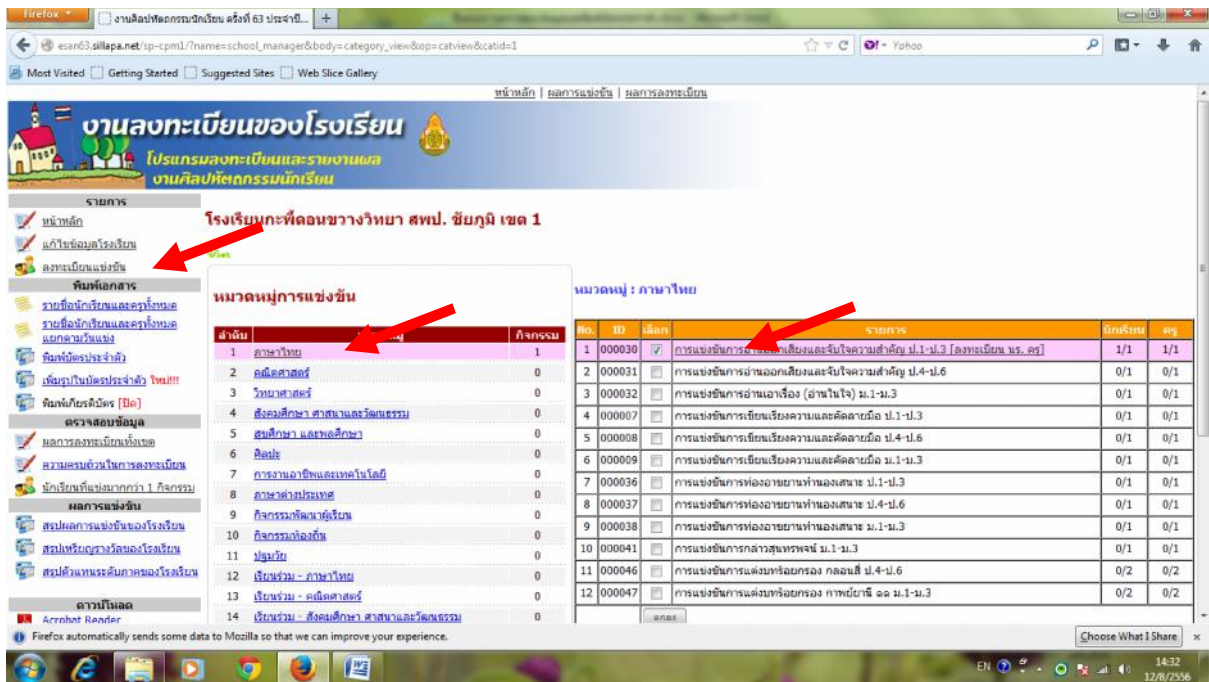 Firefox
งานศิลปหัตถกรรมนักเรียน ครั้งที่ 63 ประจำปี...
esan63.sillapa.net/sp-cpm1/?name=school_manager&body=category_view&op=catview&catid=1
Yahoo
Most Visited Getting Started Suggested Sites Web Slice Gallery
หน้าหลัก | ผลการแข่งขัน | ผลการลงทะเบียน
งานลงทะเบียนของโรงเรียน
โปรแกรมลงทะเบียนและรายงานผล
งานศิลปหัตถกรรมนักเรียน
รายการ
หน้าหลัก
แก้ไขข้อมูลโรงเรียน
ลงทะเบียนแข่งขัน
พิมพ์เอกสาร
รายชื่อนักเรียนและครูทั้งหมด
รายชื่อนักเรียนและครูทั้งหมด
แยกตามวันแข่ง
พิมพ์บัตรประจำตัว
เพิ่มรูปในบัตรประจำตัว ใหม่!!!
พิมพ์เกียรติบัตร [ปิด]
ตรวจสอบข้อมูล
ผลการลงทะเบียนทั้งเขต
ความครบถ้วนในการลงทะเบียน
นักเรียนที่แข่งมากกว่า 1 กิจกรรม
ผลการแข่งขัน
สรุปผลการแข่งขันของโรงเรียน
สรุปเหรียญรางวัลของโรงเรียน
สรุปตัวแทนระดับภาคของโรงเรียน
ดาวน์โหลด
Acrobat Reader
โรงเรียนกะฬีดอนขวางวิทยา สพป. ชัยภูมิ เขต 1
หมวดหมู่การแข่งขัน
ลำดับ กิจกรรม
1 ภาษาไทย 1
2 คณิตศาสตร์ 0
3 วิทยาศาสตร์ 0
4 สังคมศึกษา ศาสนาและวัฒนธรรม 0
5 สุขศึกษา และพลศึกษา 0
6 ศิลปะ 0
7 การงานอาชีพและเทคโนโลยี 0
8 ภาษาต่างประเทศ 0
9 กิจกรรมพัฒนาผู้เรียน 0
10 กิจกรรมท้องถิ่น 0
11 ปฐมวัย 0
12 เรียนร่วม - ภาษาไทย 0
13 เรียนร่วม - คณิตศาสตร์ 0
14 เรียนร่วม - สังคมศึกษา ศาสนาและวัฒนธรรม 0
หมวดหมู่ : ภาษาไทย
No. ID เลือก รายการ นักเรียน ครู
1 000030 การแข่งขันการอ่านออกเสียงและจับใจความสำคัญ ป.1-ป.3 [ลงทะเบียน นร. ครู] 1/1 1/1
2 000031 การแข่งขันการอ่านออกเสียงและจับใจความสำคัญ ป.4-ป.6 0/1 0/1
3 000032 การแข่งขันการอ่านเอาเรื่อง (อ่านในใจ) ม.1-ม.3 0/1 0/1
4 000007 การแข่งขันการเขียนเรียงความและคัดลายมือ ป.1-ป.3 0/1 0/1
5 000008 การแข่งขันการเขียนเรียงความและคัดลายมือ ป.4-ป.6 0/1 0/1
6 000009 การแข่งขันการเขียนเรียงความและคัดลายมือ ม.1-ม.3 0/1 0/1
7 000036 การแข่งขันการท่องอาขยานทำนองเสนาะ ป.1-ป.3 0/1 0/1
8 000037 การแข่งขันการท่องอาขยานทำนองเสนาะ ป.4-ป.6 0/1 0/1
9 000038 การแข่งขันการท่องอาขยานทำนองเสนาะ ม.1-ม.3 0/1 0/1
10 000041 การแข่งขันการกล่าวสุนทรพจน์ ม.1-ม.3 0/1 0/1
11 000046 การแข่งขันการแต่งบทร้อยกรอง กลอนสี่ ป.4-ป.6 0/2 0/2
12 000047 การแข่งขันการแต่งบทร้อยกรอง กาพย์ยานี ๑๑ ม.1-ม.3 0/2 0/2
ตกลง
Firefox automatically sends some data to Mozilla so that we can improve your experience. Choose What I Share
EN 14:32
12/8/2556